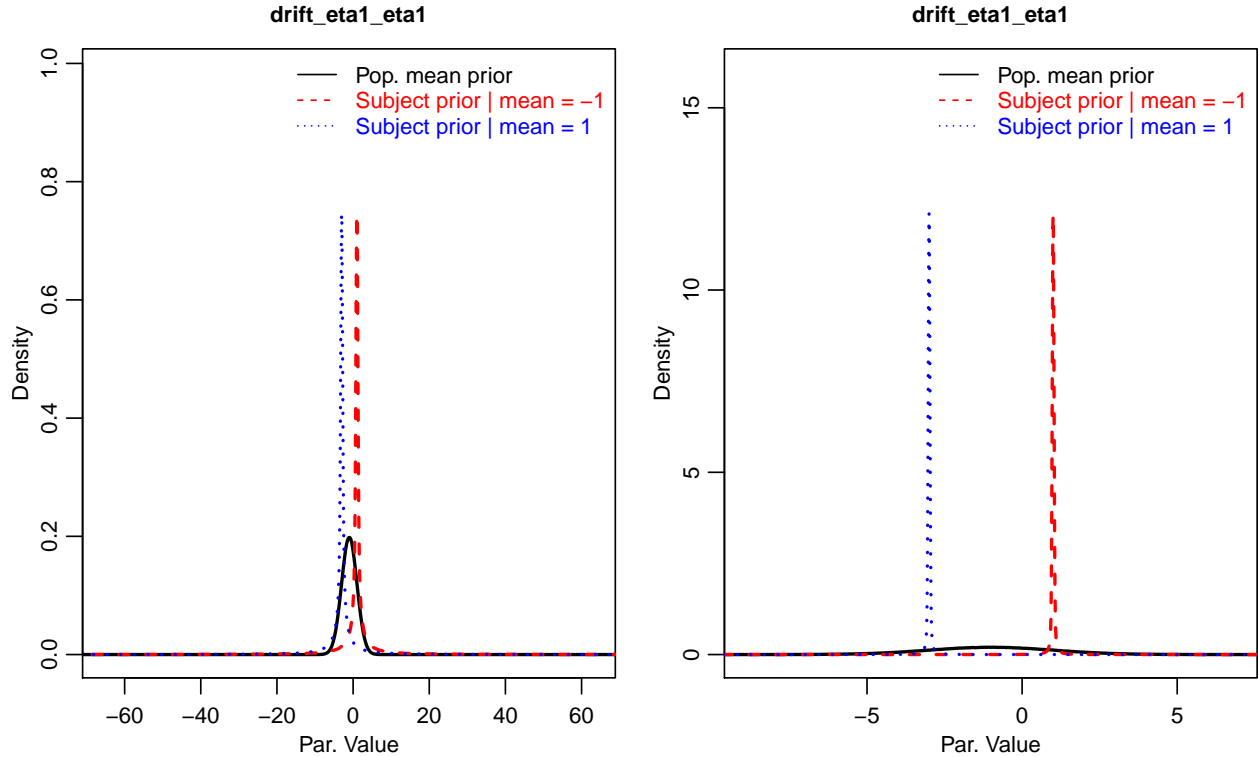 drift_eta1_eta1
Pop. mean prior
Subject prior | mean = −1
Subject prior | mean = 1
Density
0.0
0.2
0.4
0.6
0.8
1.0
−60
−40
−20
0
20
40
60
Par. Value
drift_eta1_eta1
Pop. mean prior
Subject prior | mean = −1
Subject prior | mean = 1
Density
0
5
10
15
−5
0
5
Par. Value